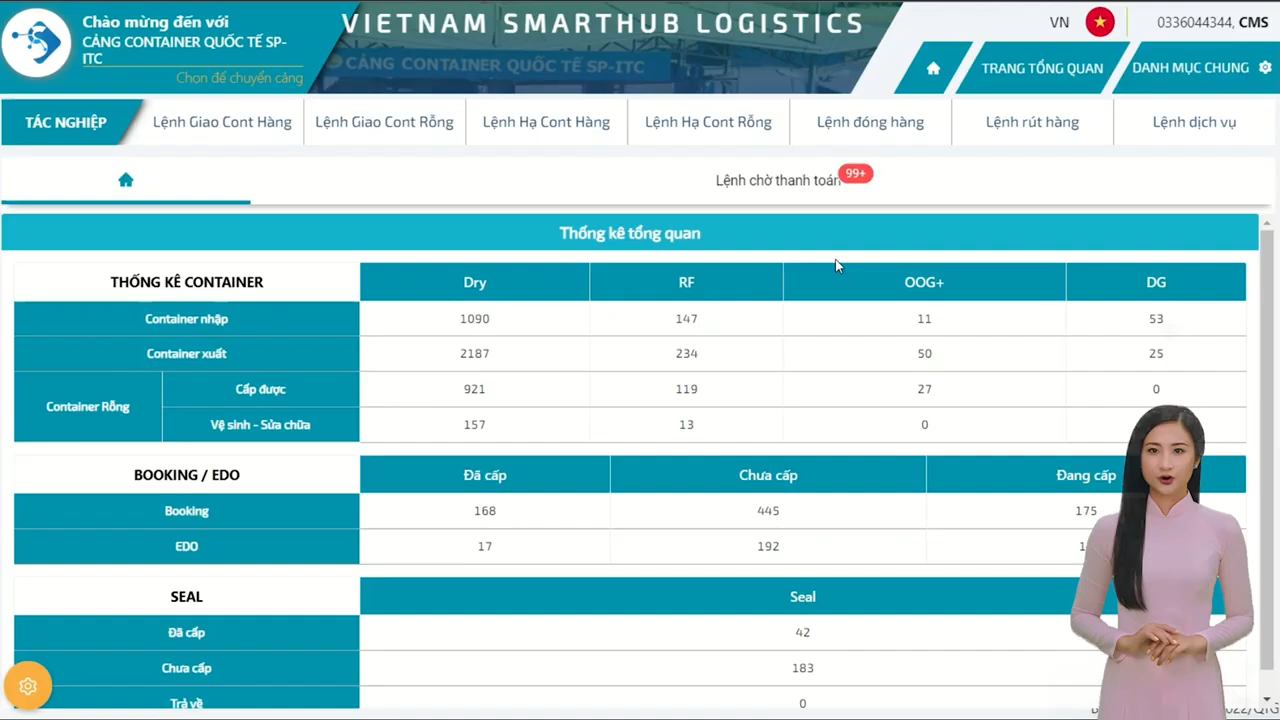 Chào mừng đến với
CẢNG CONTAINER QUỐC TẾ SP-
ITC
Chọn để chuyển cảng
VIETNAM SMARTHUB LOGISTICS
CẢNG CONTAINER QUỐC TẾ SP-ITC
VN
0336044344, CMS
TRANG TỔNG QUAN
DANH MỤC CHUNG
TÁC NGHIỆP
Lệnh Giao Cont Hàng
Lệnh Giao Cont Rỗng
Lệnh Hạ Cont Hàng
Lệnh Hạ Cont Rỗng
Lệnh đóng hàng
Lệnh rút hàng
Lệnh dịch vụ
Lệnh chờ thanh toán
99+
Thống kê tổng quan
THỐNG KÊ CONTAINER Dry RF OOG+ DG
Container nhập 1090 147 11 53
Container xuất 2187 234 50 25
Container Rỗng
Cấp được 921 119 27 0
Vệ sinh - Sửa chữa 157 13 0
BOOKING / EDO Đã cấp Chưa cấp Đang cấp
Booking 168 445 175
EDO 17 192
SEAL Seal
Đã cấp 42
Chưa cấp 183
Trả về 0